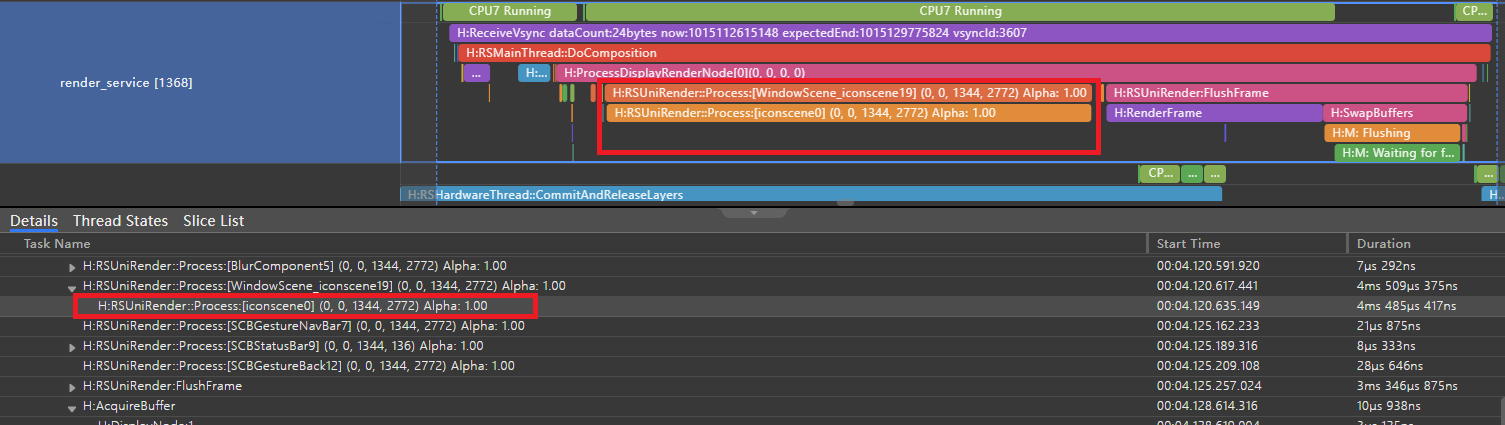 CPU7 Running CPU7 Running CP...
H:ReceiveVsync dataCount:24bytes now:1015112615148 expectedEnd:1015129775824 vsyncId:3607
H:RSMainThread::DoComposition
render_service [1368]
... H:... H:ProcessDisplayRenderNode[0](0, 0, 0, 0)
H:RSUniRender::Process:[WindowScene_iconscene19] (0, 0, 1344, 2772) Alpha: 1.00 H:RSUniRender:FlushFrame
H:RSUniRender::Process:[iconscene0] (0, 0, 1344, 2772) Alpha: 1.00 H:RenderFrame H:SwapBuffers
H:M: Flushing
H:M: Waiting for f...
CP... ... ... ...
H:RSHardwareThread::CommitAndReleaseLayers H...
Details Thread States Slice List
Task Name Start Time Duration
H:RSUniRender::Process:[BlurComponent5] (0, 0, 1344, 2772) Alpha: 1.00 00:04.120.591.920 7μs 292ns
H:RSUniRender::Process:[WindowScene_iconscene19] (0, 0, 1344, 2772) Alpha: 1.00 00:04.120.617.441 4ms 509μs 375ns
H:RSUniRender::Process:[iconscene0] (0, 0, 1344, 2772) Alpha: 1.00 00:04.120.635.149 4ms 485μs 417ns
H:RSUniRender::Process:[SCBGestureNavBar7] (0, 0, 1344, 2772) Alpha: 1.00 00:04.125.162.233 21μs 875ns
H:RSUniRender::Process:[SCBStatusBar9] (0, 0, 1344, 136) Alpha: 1.00 00:04.125.189.316 8μs 333ns
H:RSUniRender::Process:[SCBGestureBack12] (0, 0, 1344, 2772) Alpha: 1.00 00:04.125.209.108 28μs 646ns
H:RSUniRender:FlushFrame 00:04.125.257.024 3ms 346μs 875ns
H:AcquireBuffer 00:04.128.614.316 10μs 938ns